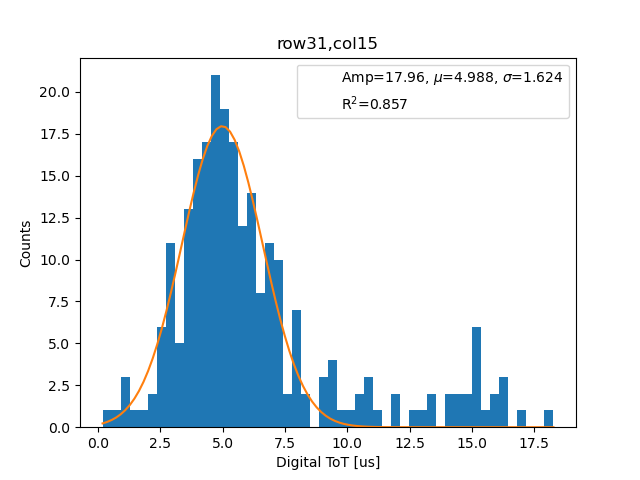 row31,col15
Amp=17.96, μ=4.988, σ=1.624
R²=0.857
20.0
17.5
15.0
12.5
10.0
7.5
5.0
2.5
0.0
Counts
0.0 2.5 5.0 7.5 10.0 12.5 15.0 17.5
Digital ToT [us]